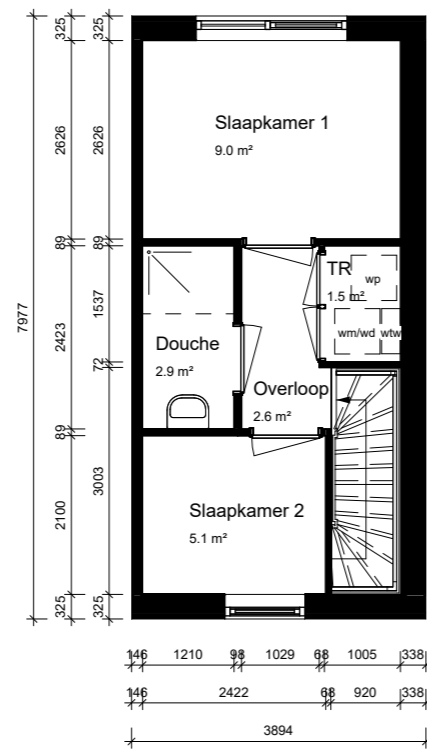 Slaapkamer 1
9.0 m²
TR
1.5 m²
wp
wm/wd
wtw
Douche
2.9 m²
Overloop
2.6 m²
Slaapkamer 2
5.1 m²
7977
325
2626
89
2423
89
2100
325
325
2626
89
1537
72
3003
325
146 1210 98 1029 68 1005 338
146 2422 68 920 338
3894